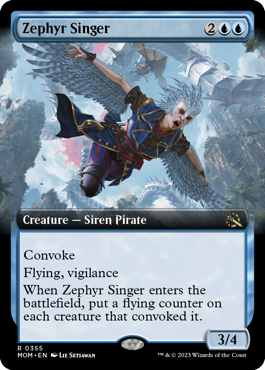 Zephyr Singer 2
Creature — Siren Pirate
Convoke
Flying, vigilance
When Zephyr Singer enters the
battlefield, put a flying counter on
each creature that convoked it.
3/4
R 0355
MOM • EN Lie Setiawan
™ & © 2023 Wizards of the Coast